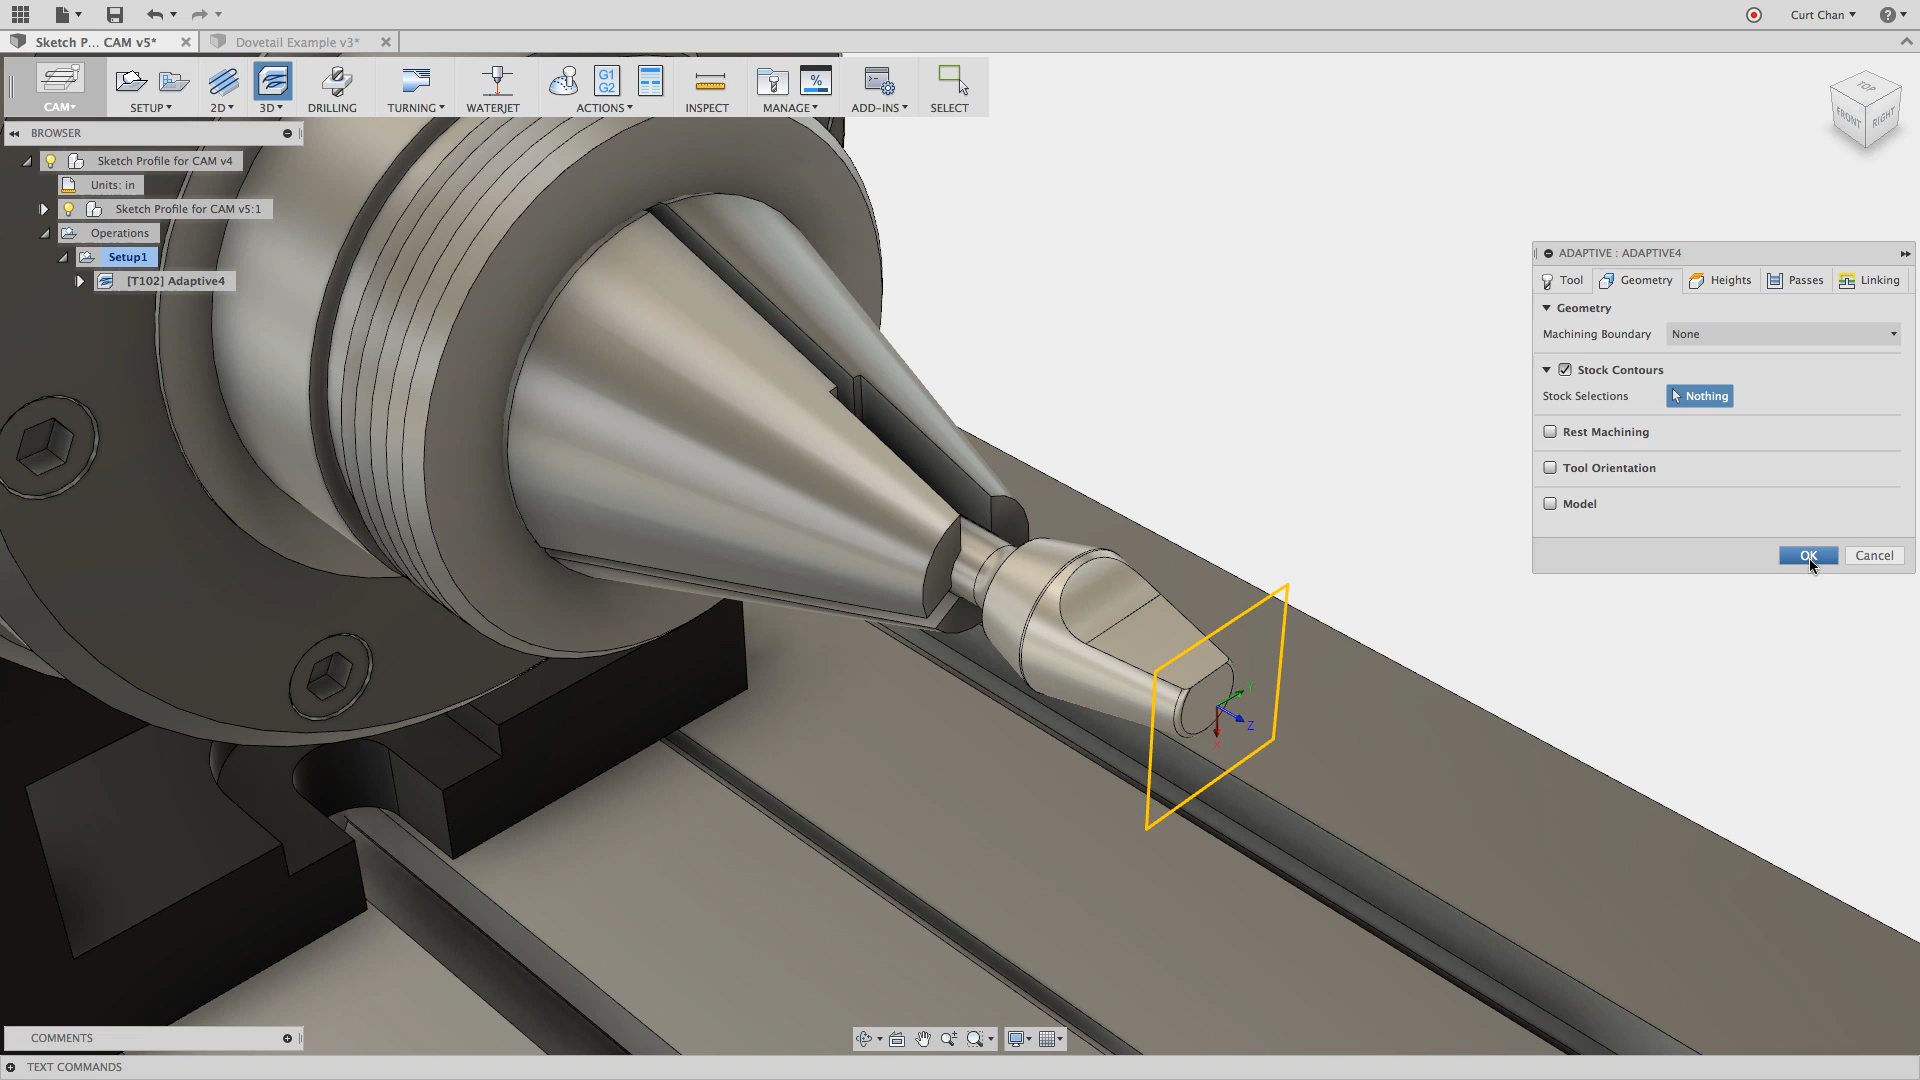 Curt Chan
?
Sketch P... CAM v5*
Dovetail Example v3*
G1
G2
%
CAM
SETUP
2D
3D
DRILLING
TURNING
WATERJET
ACTIONS
INSPECT
MANAGE
ADD-INS
SELECT
TOP
FRONT
RIGHT
BROWSER
Sketch Profile for CAM v4
Units: in
Sketch Profile for CAM v5:1
Operations
Setup1
[T102] Adaptive4
ADAPTIVE : ADAPTIVE4
Tool
Geometry
Heights
Passes
Linking
Geometry
Machining Boundary
None
Stock Contours
Stock Selections
Nothing
Rest Machining
Tool Orientation
Model
OK
Cancel
Y
Z
X
COMMENTS
TEXT COMMANDS